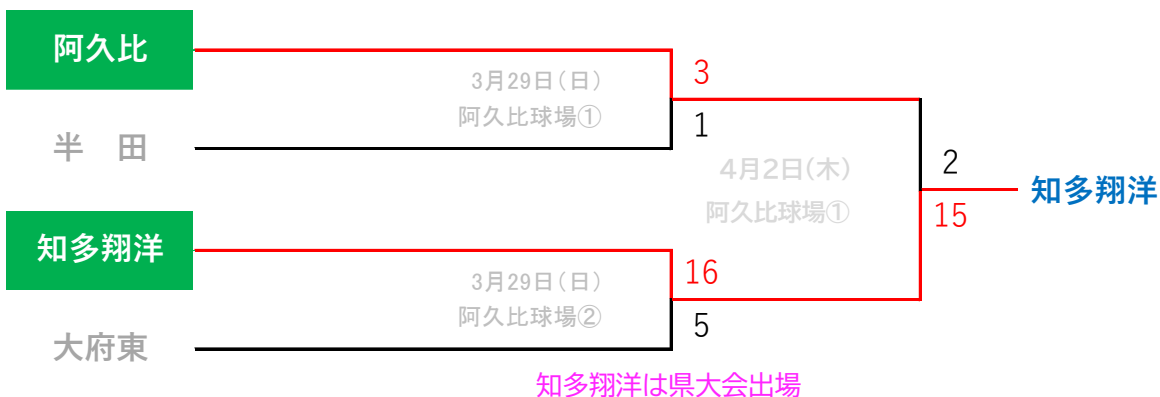 阿久比
3月29日(日)
阿久比球場①
3
1
半　田
4月2日(木)
阿久比球場①
2
15
知多翔洋
知多翔洋
3月29日(日)
阿久比球場②
16
5
大府東
知多翔洋は県大会出場